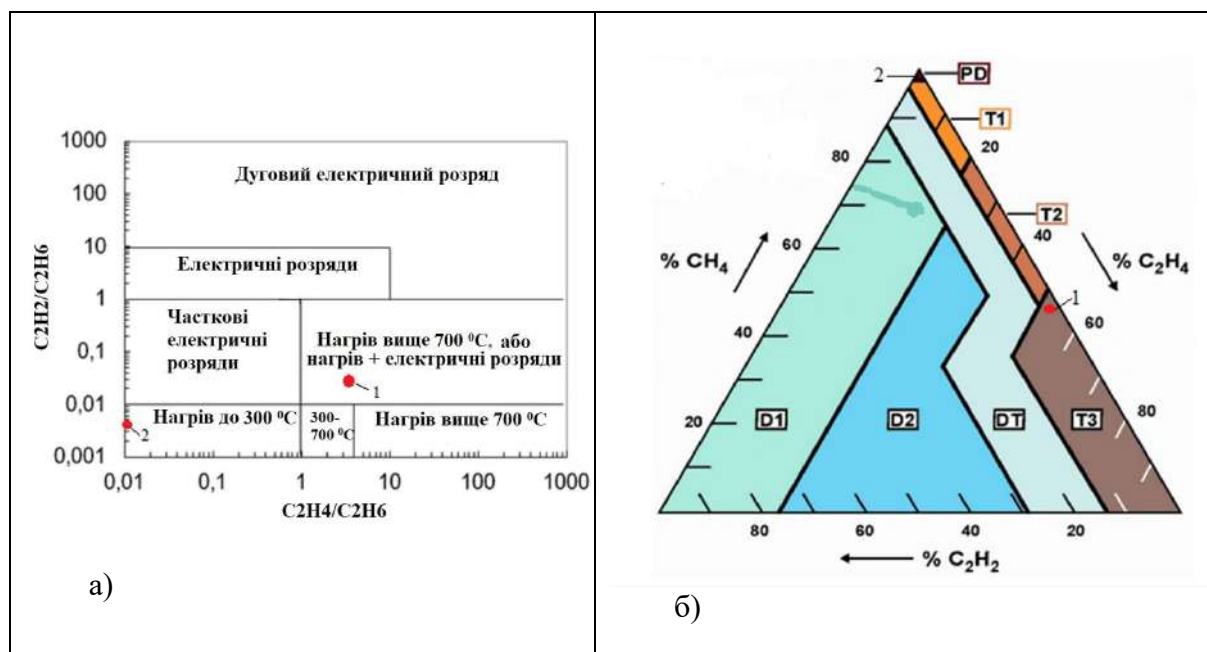 1000
100
10
1
0,1
0,01
0,001
C2H2/C2H6
Дуговий електричний розряд
Електричні розряди
Часткові
електричні
розряди
Нагрів вище 700 ⁰С, або
нагрів + електричні розряди
1
Нагрів до 300 ⁰С
2
300-
700 ⁰С
Нагрів вище 700 ⁰С
0,01
0,1
1
10
100
1000
C2H4/C2H6
а)
2
PD
T1
20
80
T2
40
60
% CH₄
% C₂H₄
1
60
40
80
20
D1
D2
DT
T3
80
60
40
20
% C₂H₂
б)